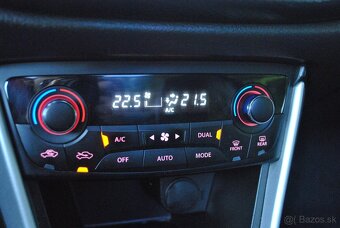 22.5 21.5
A/C
A/C DUAL
OFF AUTO MODE FRONT REAR
Bazos.sk